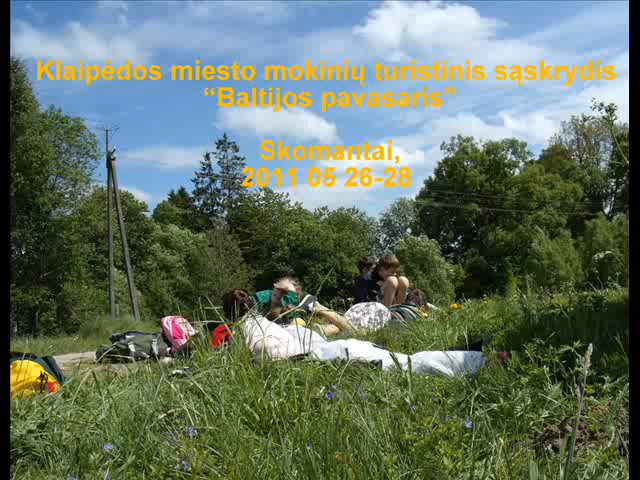 Klaipėdos miesto mokinių turistinis sąskrydis
“Baltijos pavasaris”
Skomantai,
2011 05 26-28